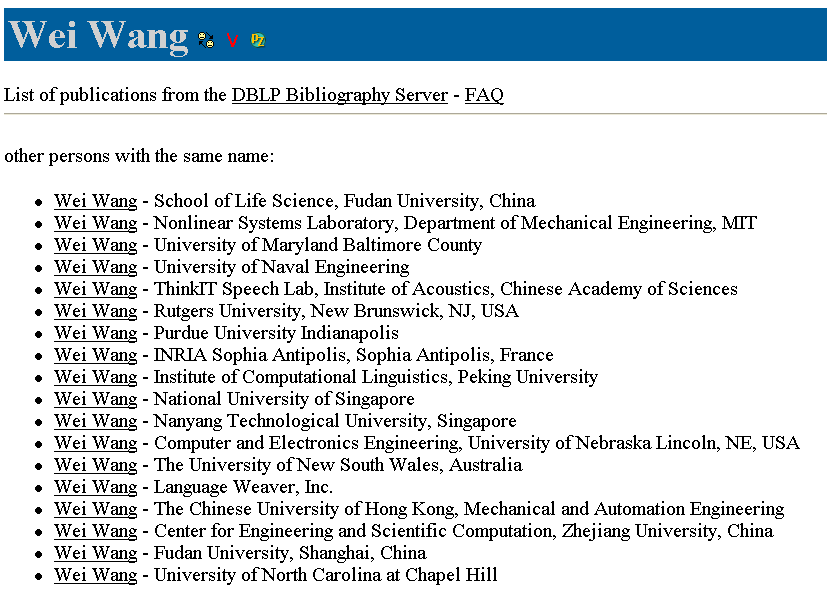 Wei Wang
List of publications from the DBLP Bibliography Server - FAQ
other persons with the same name:
Wei Wang - School of Life Science, Fudan University, China
Wei Wang - Nonlinear Systems Laboratory, Department of Mechanical Engineering, MIT
Wei Wang - University of Maryland Baltimore County
Wei Wang - University of Naval Engineering
Wei Wang - ThinkIT Speech Lab, Institute of Acoustics, Chinese Academy of Sciences
Wei Wang - Rutgers University, New Brunswick, NJ, USA
Wei Wang - Purdue University Indianapolis
Wei Wang - INRIA Sophia Antipolis, Sophia Antipolis, France
Wei Wang - Institute of Computational Linguistics, Peking University
Wei Wang - National University of Singapore
Wei Wang - Nanyang Technological University, Singapore
Wei Wang - Computer and Electronics Engineering, University of Nebraska Lincoln, NE, USA
Wei Wang - The University of New South Wales, Australia
Wei Wang - Language Weaver, Inc.
Wei Wang - The Chinese University of Hong Kong, Mechanical and Automation Engineering
Wei Wang - Center for Engineering and Scientific Computation, Zhejiang University, China
Wei Wang - Fudan University, Shanghai, China
Wei Wang - University of North Carolina at Chapel Hill